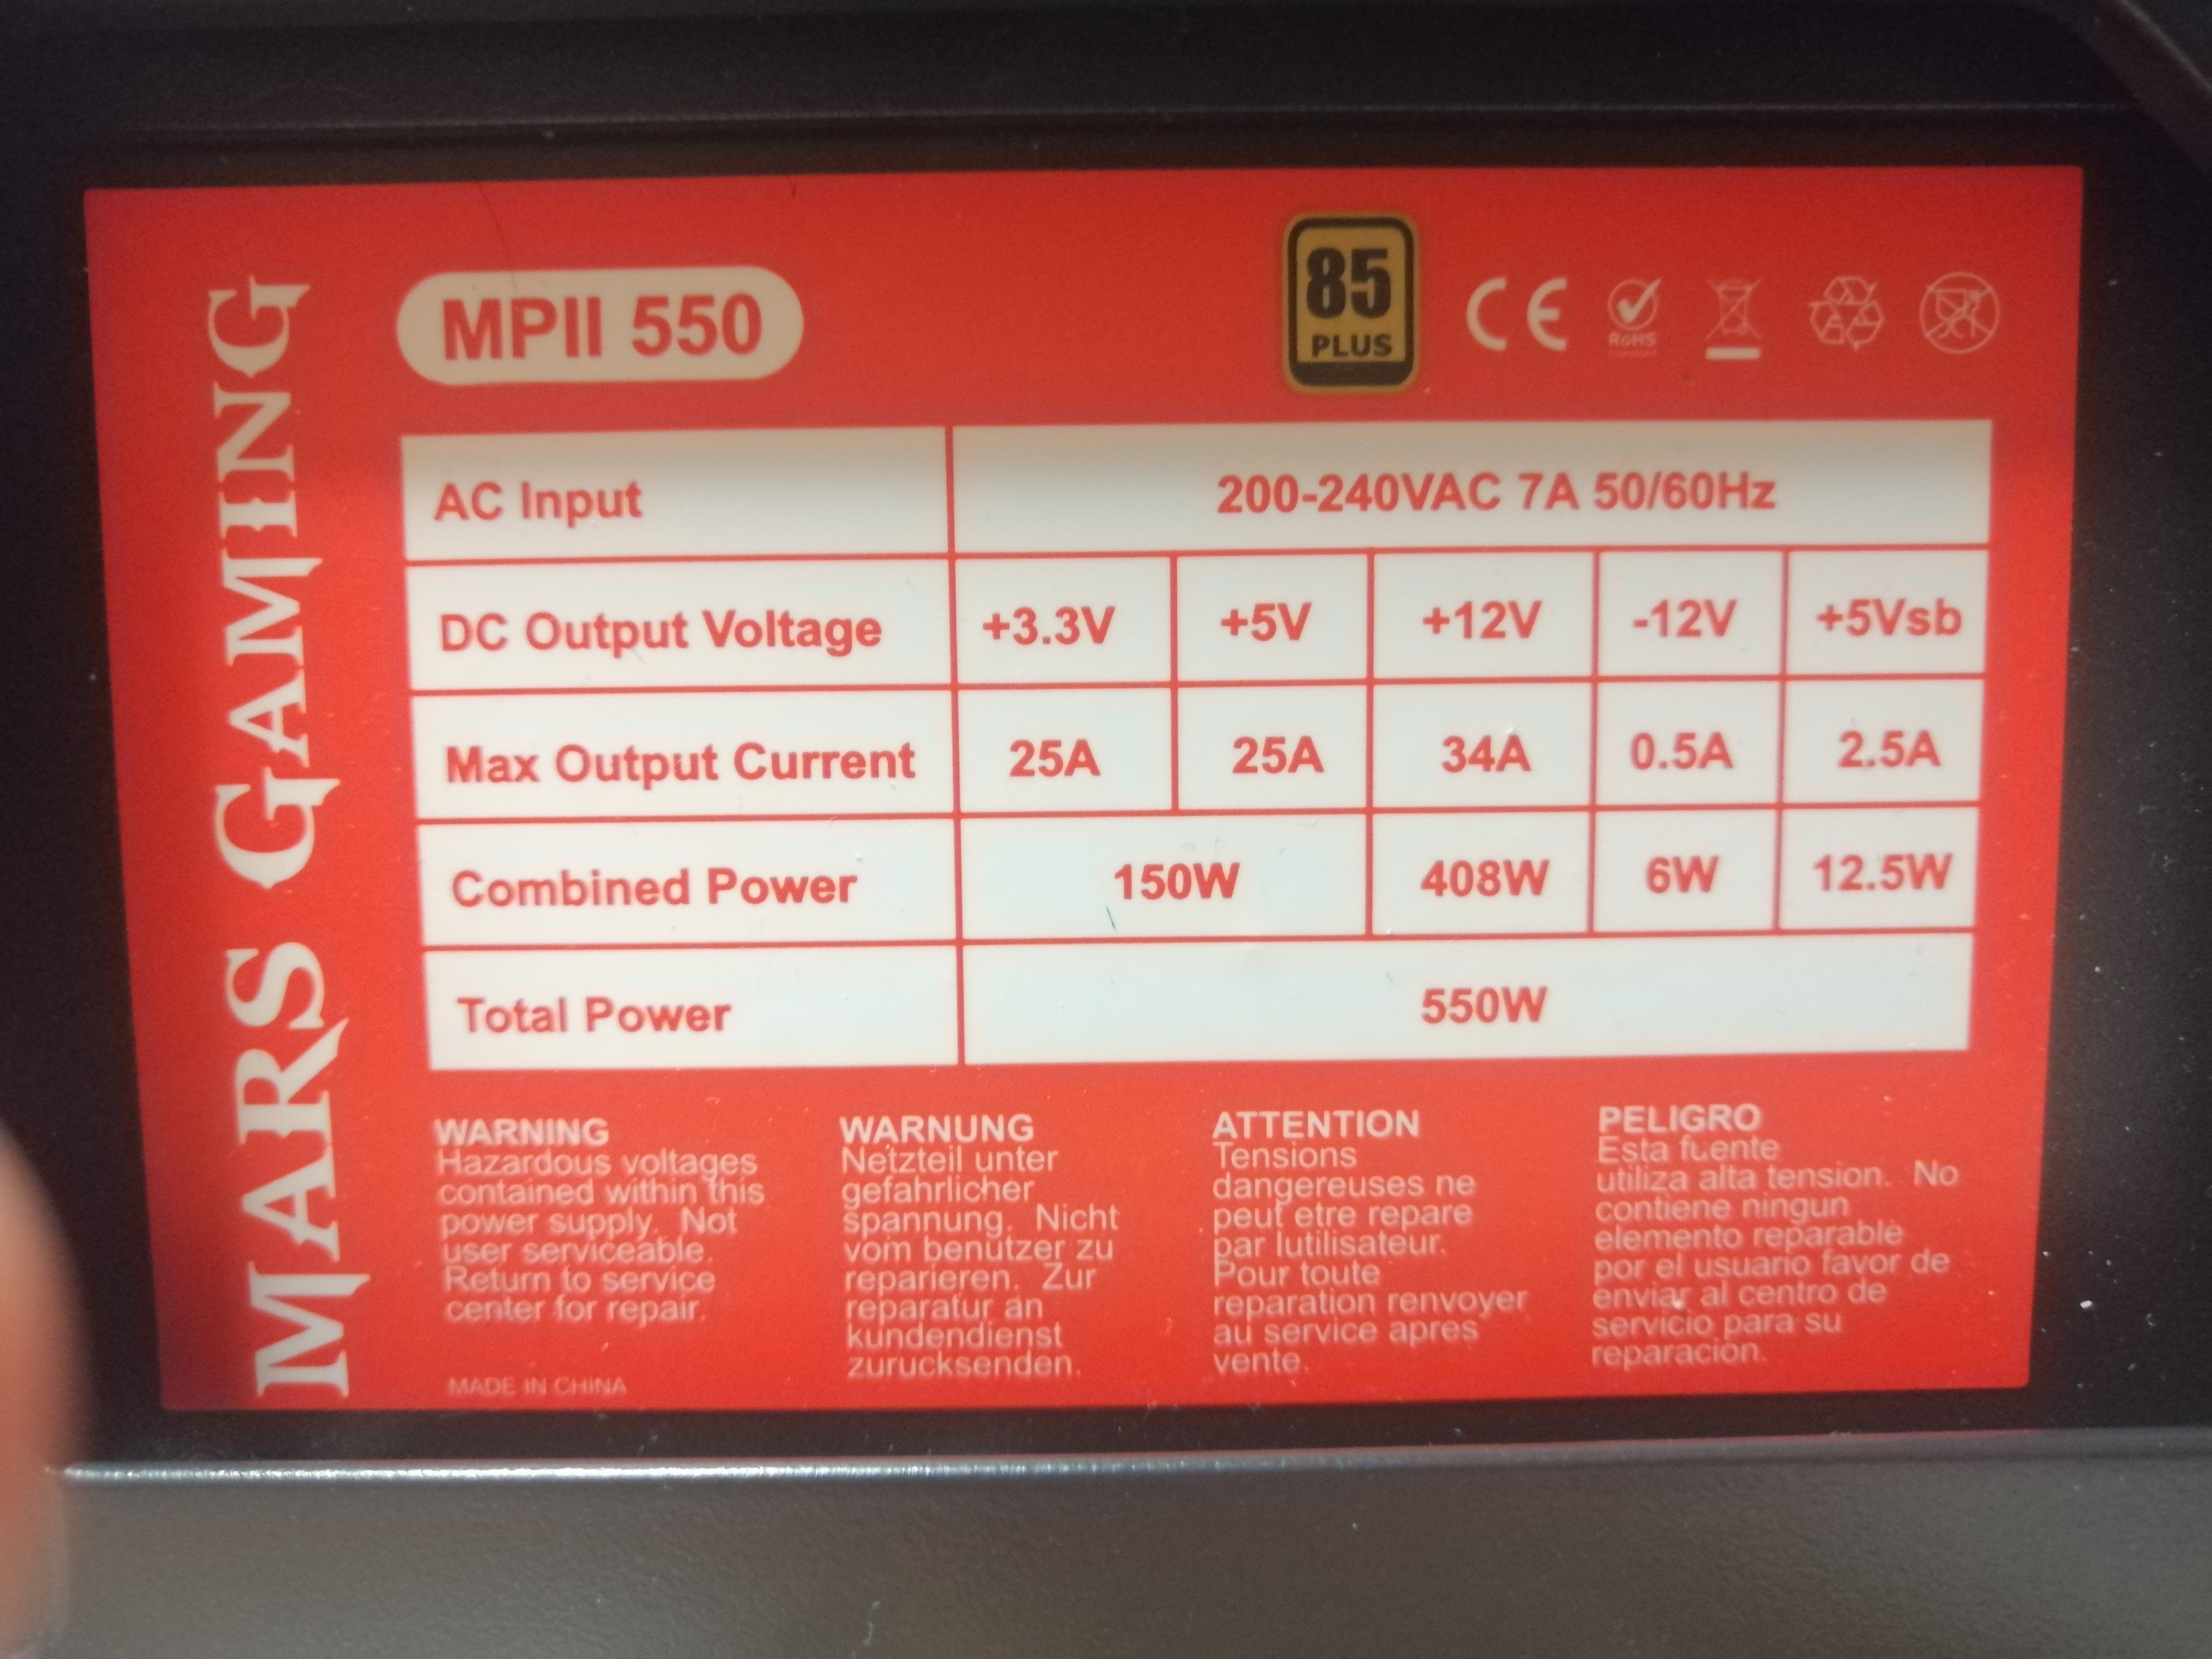 MARS GAMING
MPII 550
85
PLUS
CE
RoHS
AC Input 200-240VAC 7A 50/60Hz
DC Output Voltage +3.3V +5V +12V -12V +5Vsb
Max Output Current 25A 25A 34A 0.5A 2.5A
Combined Power 150W 408W 6W 12.5W
Total Power 550W
WARNING
Hazardous voltages
contained within this
power supply. Not
user serviceable.
Return to service
center for repair.
MADE IN CHINA
WARNUNG
Netzteil unter
gefahrlicher
spannung. Nicht
vom benutzer zu
reparieren. Zur
reparatur an
kundendienst
zurucksenden.
ATTENTION
Tensions
dangereuses ne
peut etre repare
par lutilisateur.
Pour toute
reparation renvoyer
au service apres
vente.
PELIGRO
Esta fuente
utiliza alta tension. No
contiene ningun
elemento reparable
por el usuario favor de
enviar al centro de
servicio para su
reparación.